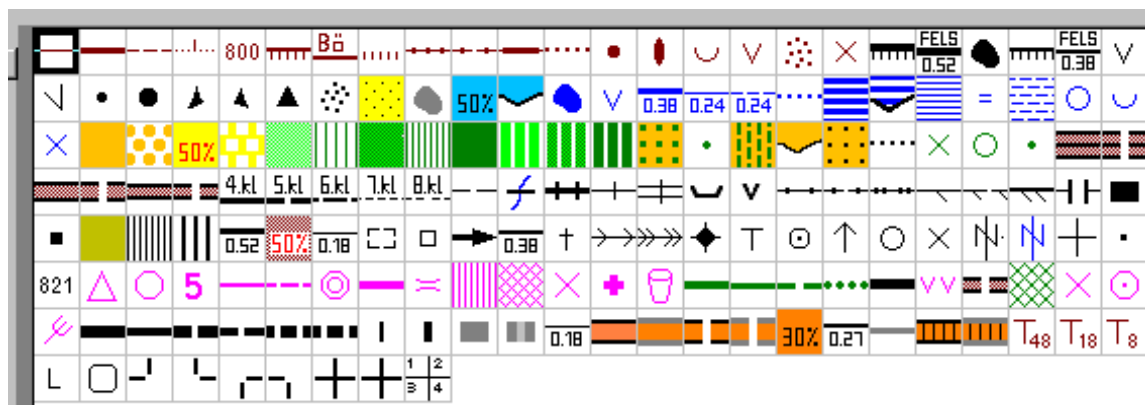 800 Bö FELS 0.52 FELS 0.38
50% 0.38 0.24 0.24
50%
4.kl 5.kl 6.kl 7.kl 8.kl
0.52 50% 0.18 0.38
821 5
0.18 30% 0.27 T48 T18 T8
L 1 2 3 4